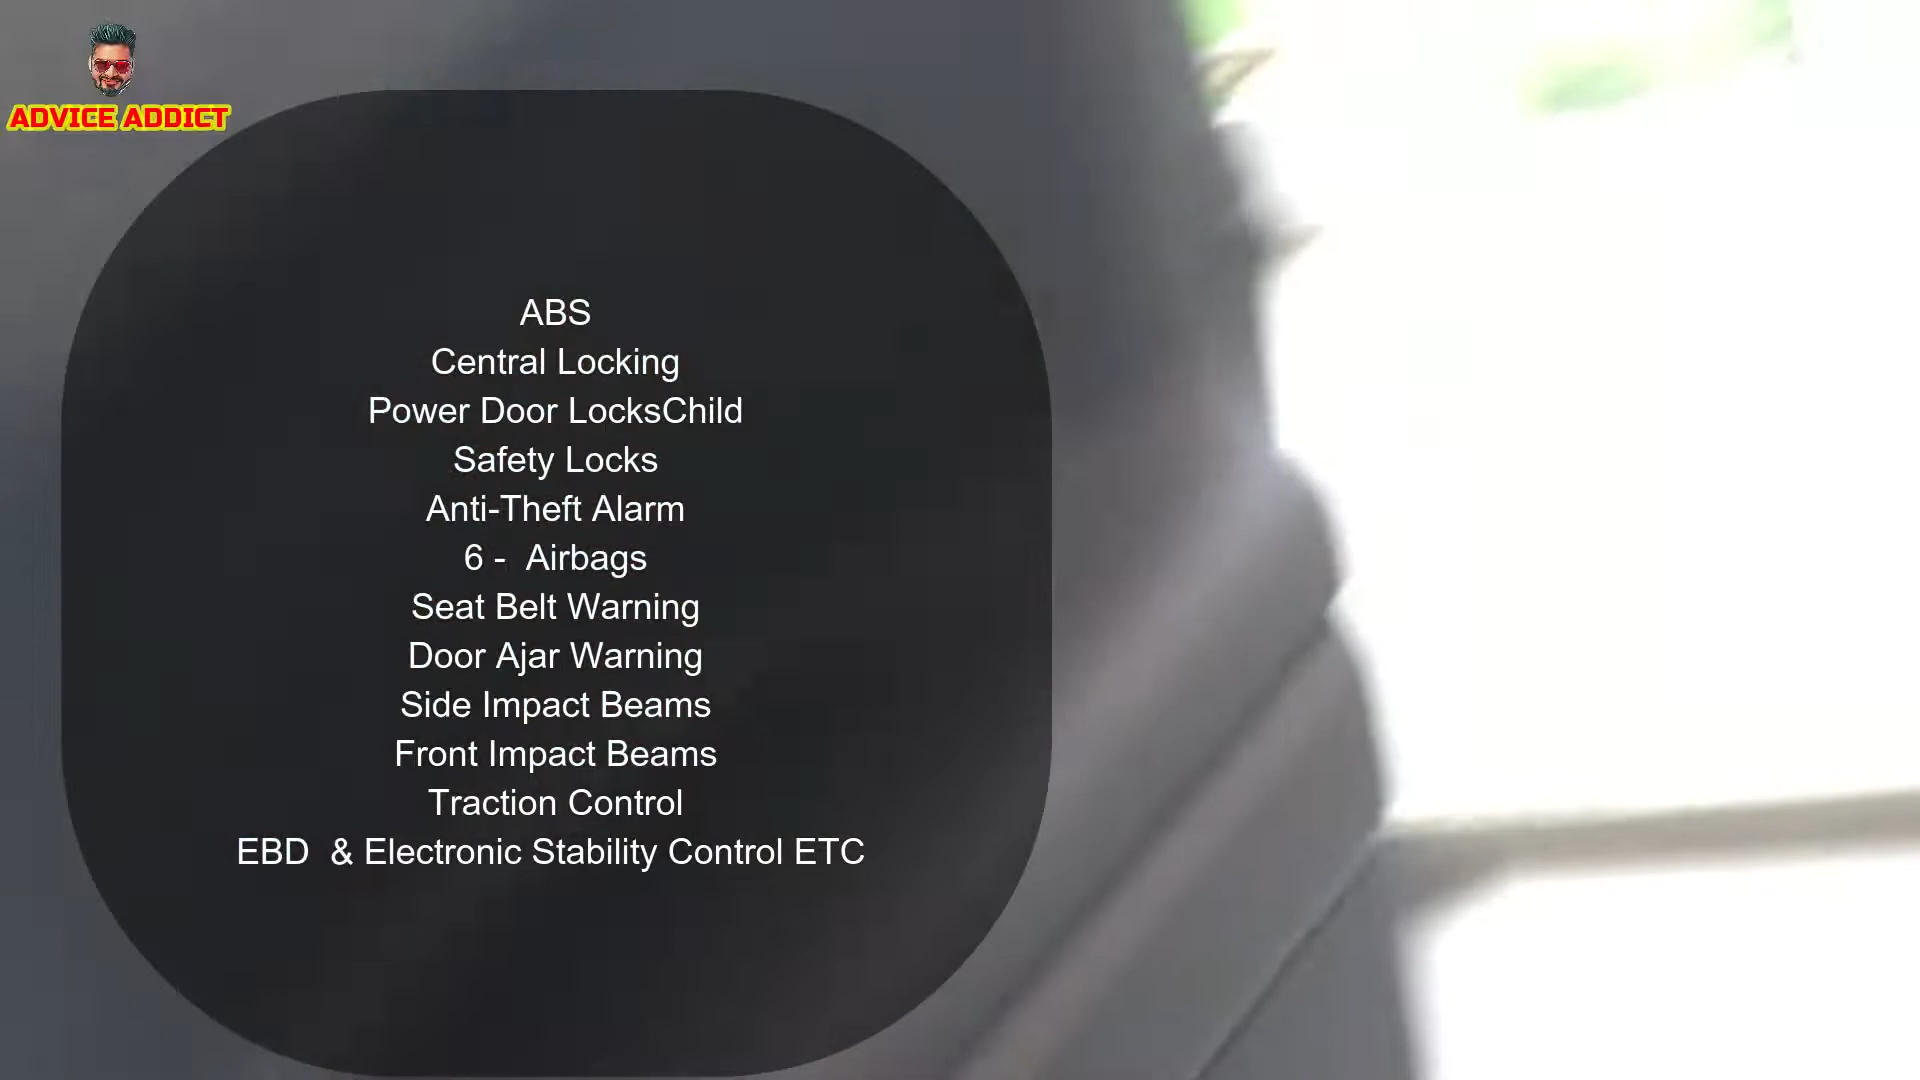 ADVICE ADDICT
ABS
Central Locking
Power Door LocksChild
Safety Locks
Anti-Theft Alarm
6 -  Airbags
Seat Belt Warning
Door Ajar Warning
Side Impact Beams
Front Impact Beams
Traction Control
EBD  & Electronic Stability Control ETC